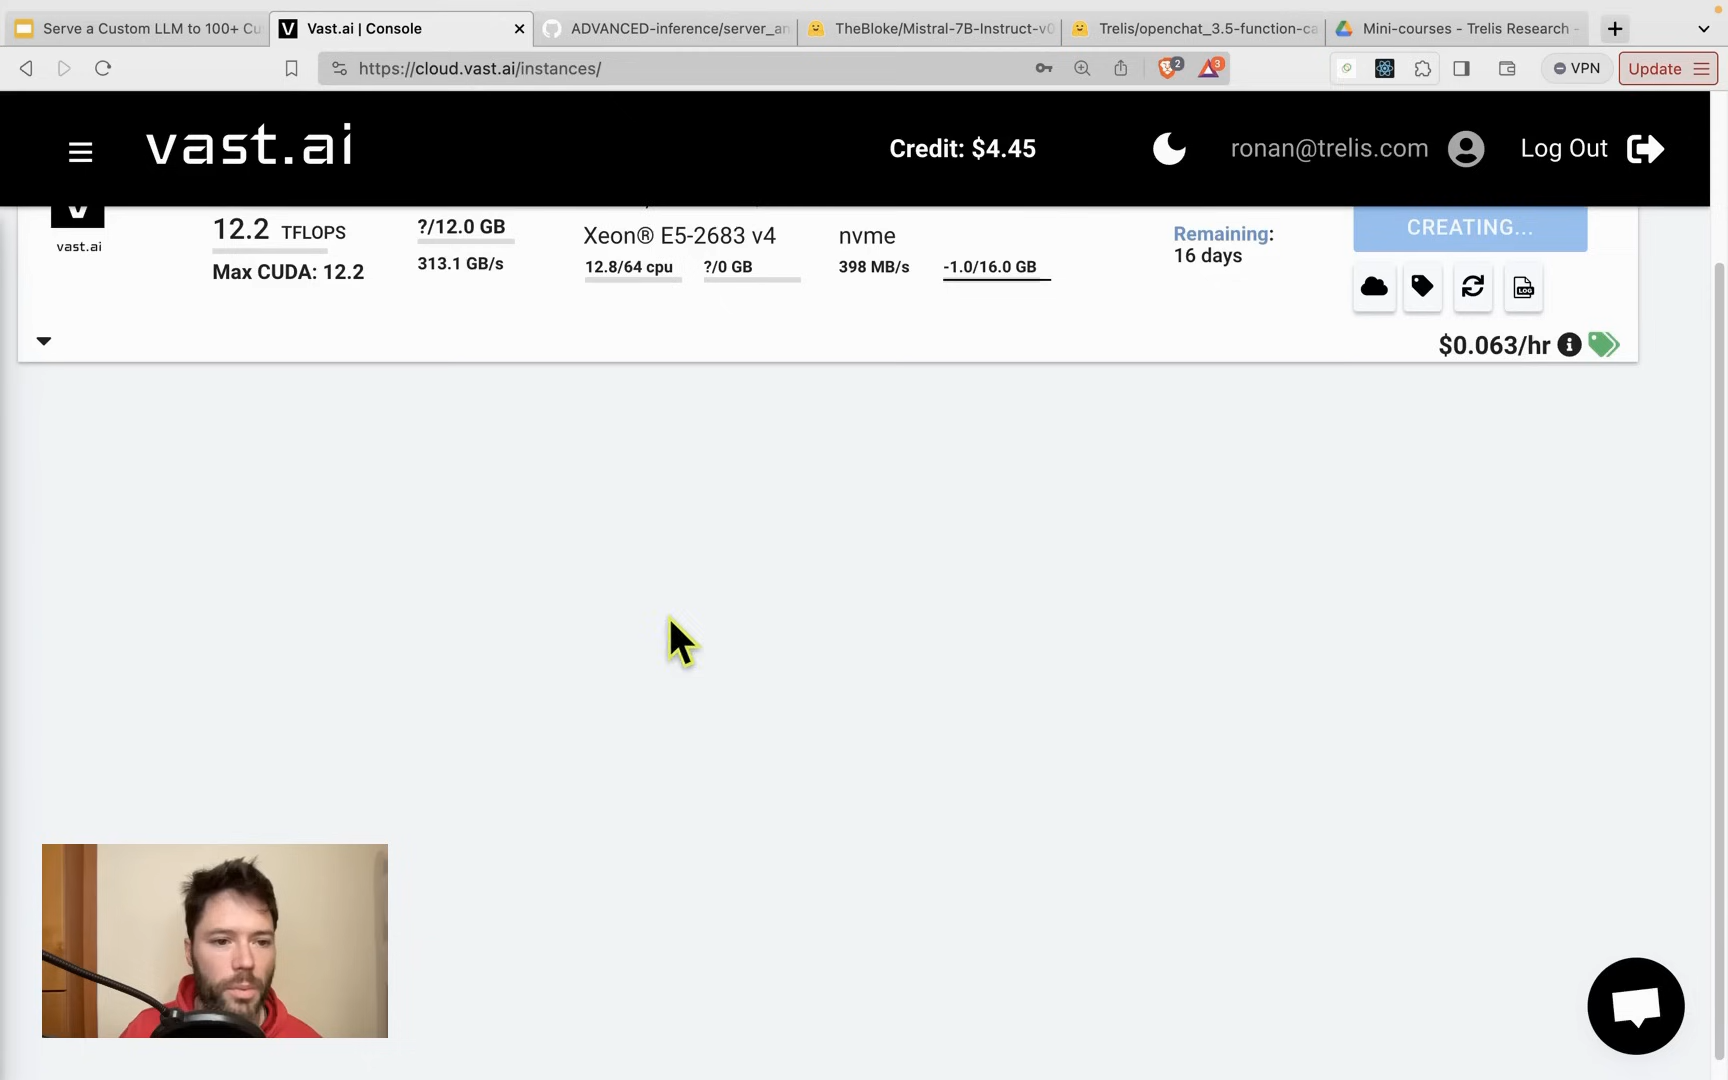 Serve a Custom LLM to 100+ Cu
Vast.ai | Console
ADVANCED-inference/server_an
TheBloke/Mistral-7B-Instruct-v0
Trelis/openchat_3.5-function-ca
Mini-courses - Trelis Research -
https://cloud.vast.ai/instances/
2
3
VPN
Update
vast.ai
Credit: $4.45
ronan@trelis.com
Log Out
vast.ai
12.2 TFLOPS
Max CUDA: 12.2
?/12.0 GB
313.1 GB/s
Xeon® E5-2683 v4
12.8/64 cpu
?/0 GB
nvme
398 MB/s
-1.0/16.0 GB
Remaining:
16 days
CREATING...
LOG
$0.063/hr